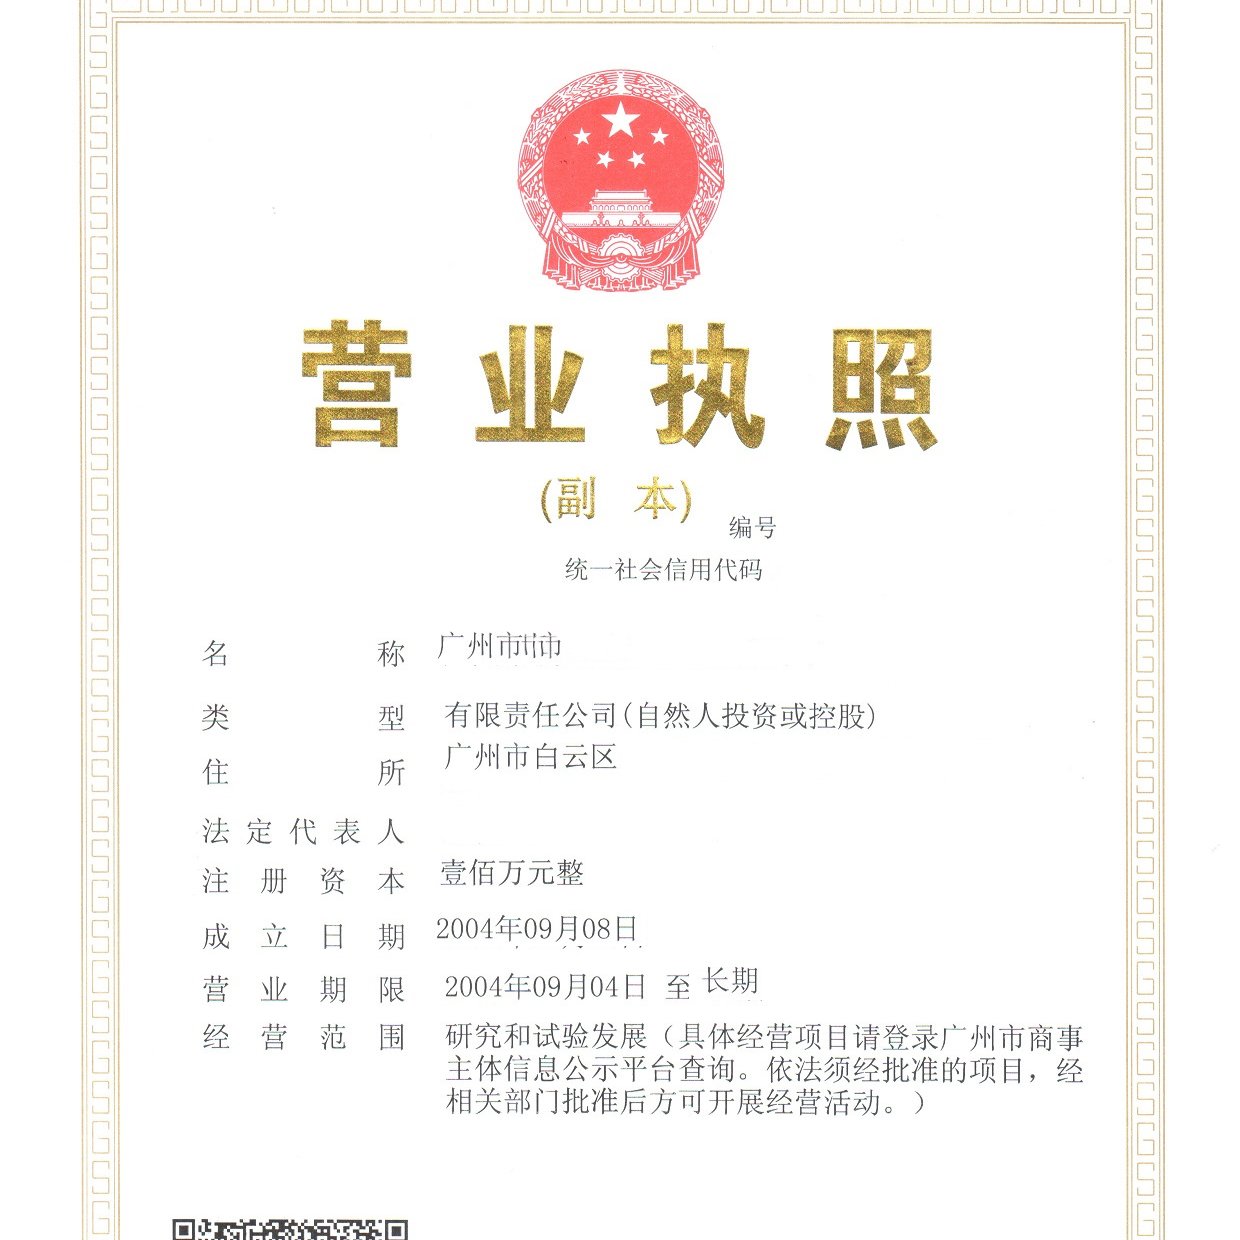 营业执照
(副 本)
编号
统一社会信用代码
名 称 广州市
类 型 有限责任公司(自然人投资或控股)
住 所 广州市白云区
法定代表人
注册资本 壹佰万元整
成立日期 2004年09月08日
营业期限 2004年09月04日 至 长期
经营范围 研究和试验发展（具体经营项目请登录广州市商事
主体信息公示平台查询。依法须经批准的项目，经
相关部门批准后方可开展经营活动。）